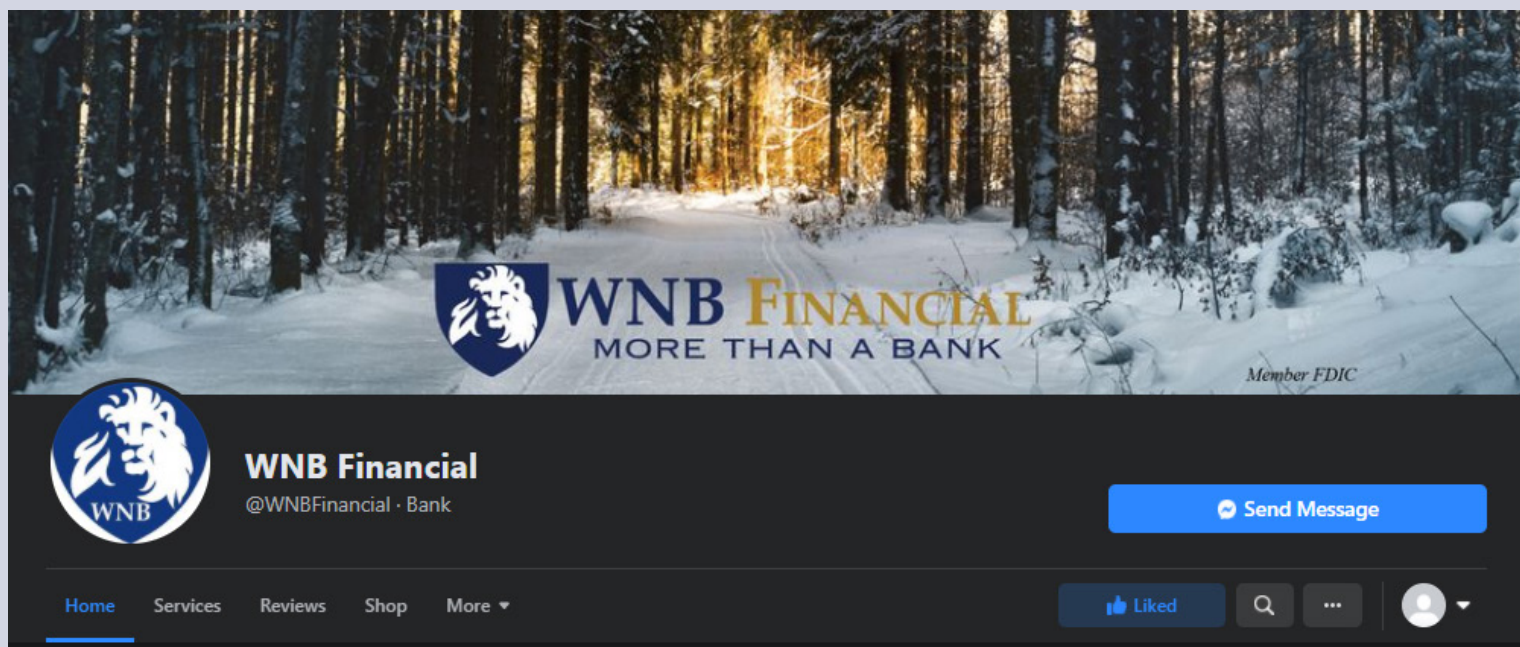 WNB FINANCIAL
MORE THAN A BANK
Member FDIC
WNB
WNB Financial
@WNBFinancial · Bank
Send Message
Home Services Reviews Shop More
Liked